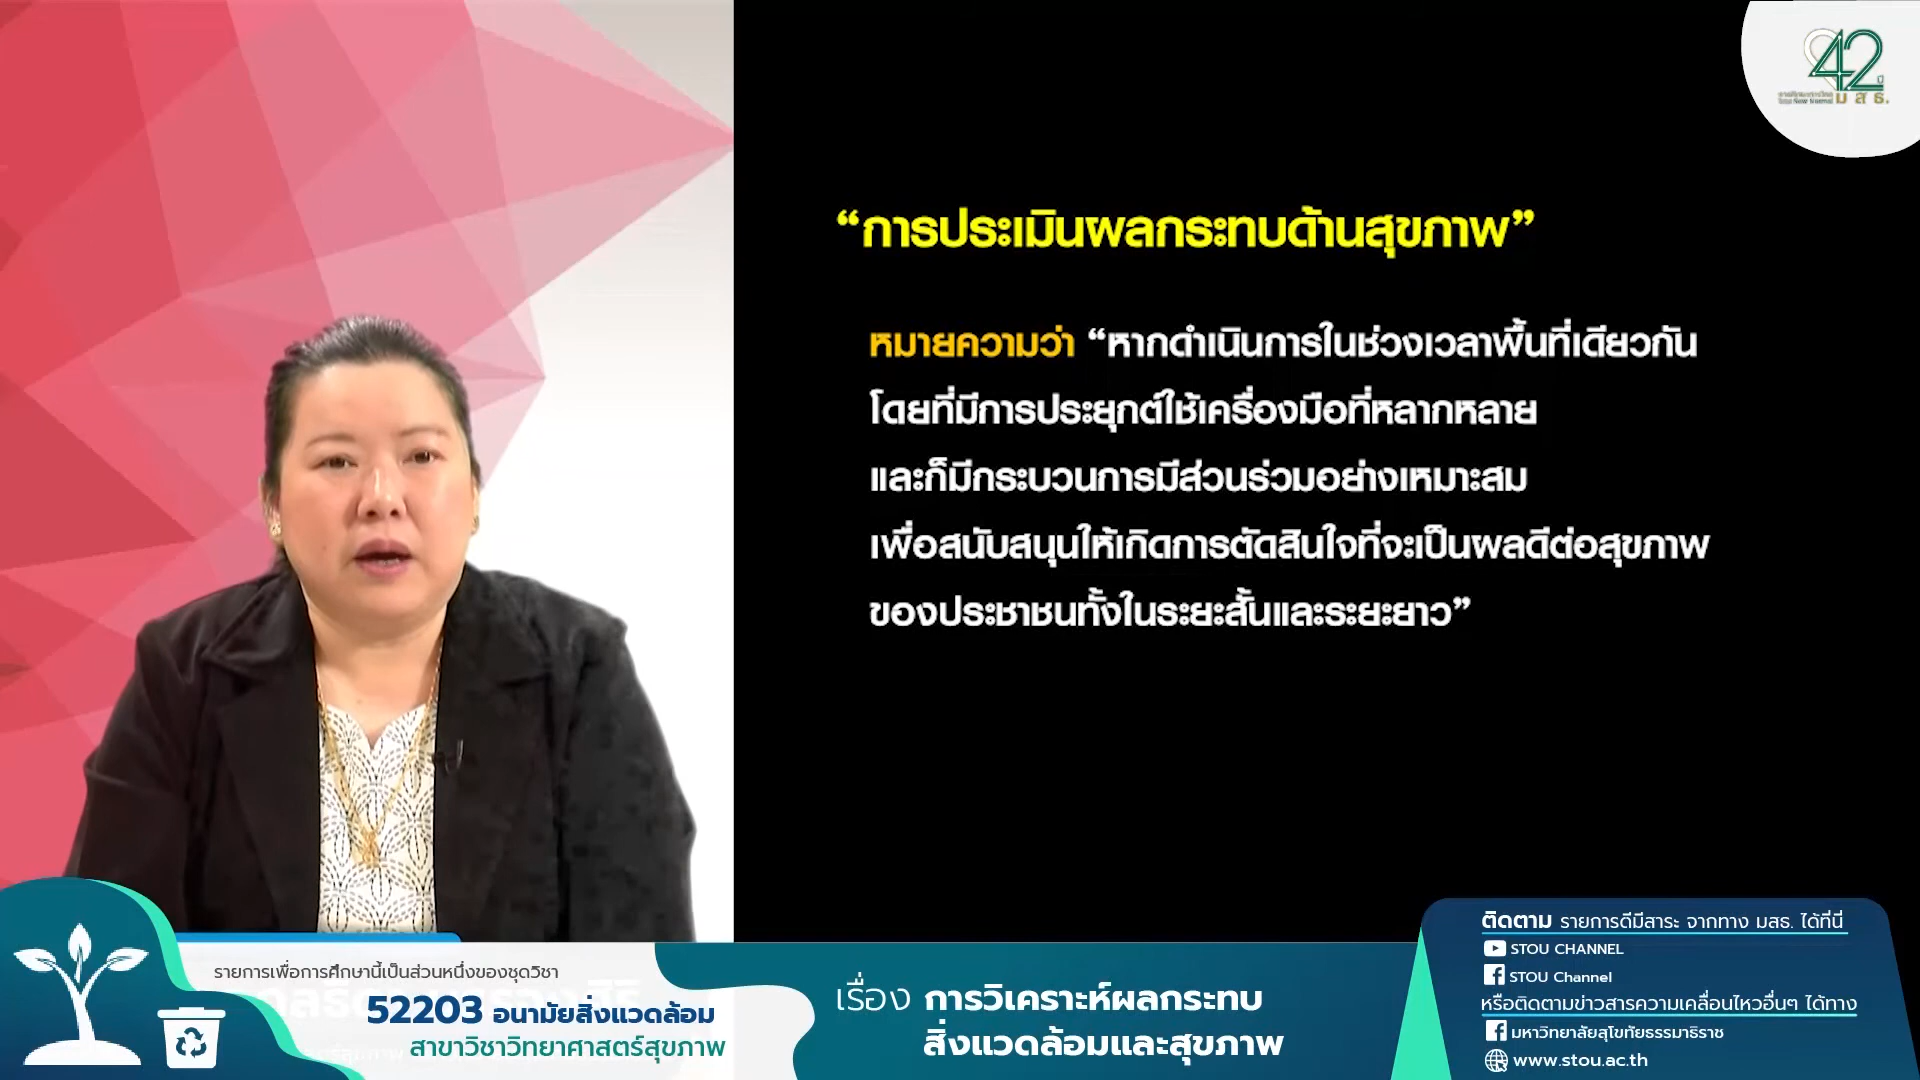 42
ปี
ม ส ธ.
“การประเมินผลกระทบด้านสุขภาพ”
หมายความว่า “หากดำเนินการในช่วงเวลาพื้นที่เดียวกัน
โดยที่มีการประยุกต์ใช้เครื่องมือที่หลากหลาย
และก็มีกระบวนการมีส่วนร่วมอย่างเหมาะสม
เพื่อสนับสนุนให้เกิดการตัดสินใจที่จะเป็นผลดีต่อสุขภาพ
ของประชาชนทั้งในระยะสั้นและระยะยาว”
รายการเพื่อการศึกษานี้เป็นส่วนหนึ่งของชุดวิชา
52203 อนามัยสิ่งแวดล้อม
สาขาวิชาวิทยาศาสตร์สุขภาพ
เรื่อง การวิเคราะห์ผลกระทบ
สิ่งแวดล้อมและสุขภาพ
ติดตาม รายการดีมีสาระ จากทาง มสธ. ได้ที่นี่
STOU CHANNEL
STOU Channel
หรือติดตามข่าวสารความเคลื่อนไหวอื่นๆ ได้ทาง
มหาวิทยาลัยสุโขทัยธรรมาธิราช
www.stou.ac.th